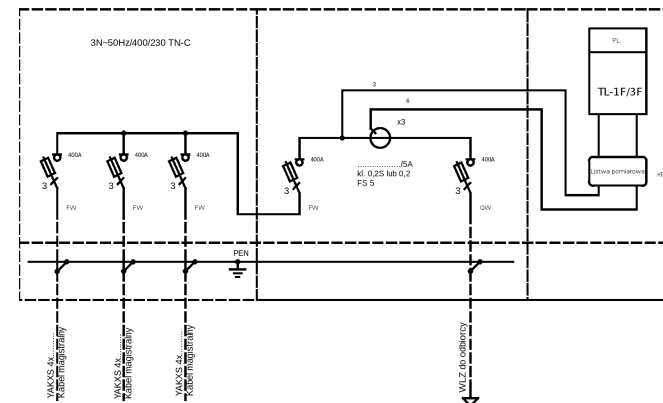 3N~50Hz/400/230 TN-C
PL
TL-1F/3F
3
6
x3
400A
400A
400A
400A
400A
................../5A
kl. 0,2S lub 0,2
FS 5
Listwa pomiarowa
3
3
3
3
3
FW
FW
FW
FW
QW
PEN
YAKXS 4x..........
Kabel magistralny
YAKXS 4x..........
Kabel magistralny
YAKXS 4x..........
Kabel magistralny
WLZ do odbiorcy